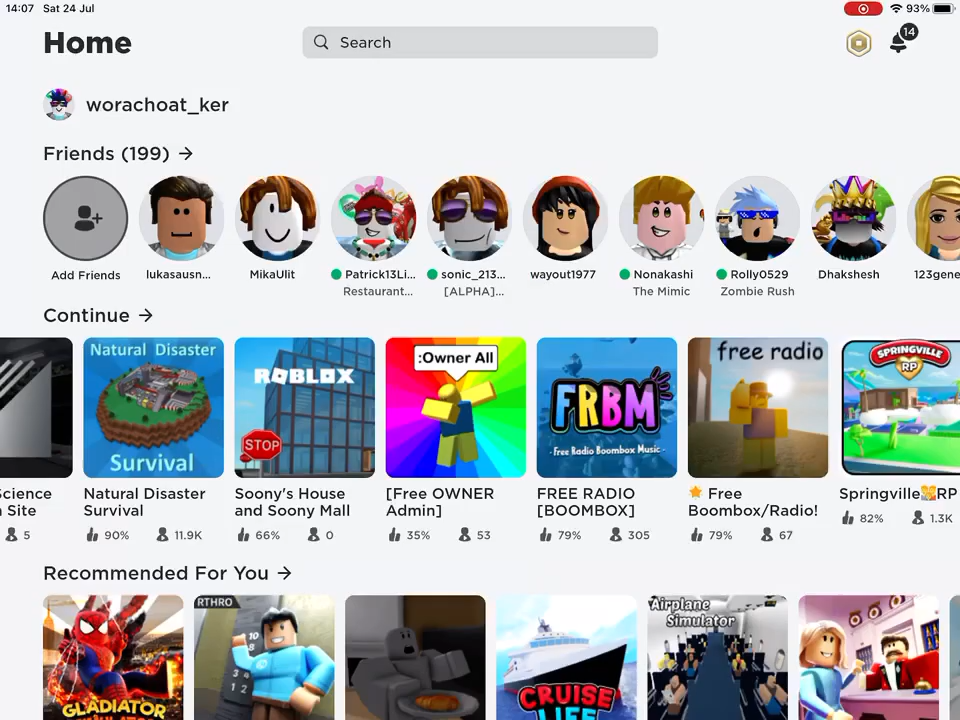 14:07 Sat 24 Jul
93%
Home
Search
14
worachoat_ker
Friends (199) →
Add Friends
lukasausn...
MikaUlit
Patrick13Li...
Restaurant...
sonic_213...
[ALPHA]...
wayout1977
Nonakashi
The Mimic
Rolly0529
Zombie Rush
Dhakshesh
123gene
Continue →
Natural Disaster
Survival
ROBLOX
STOP
:Owner All
FRBM
- Free Radio Boombox Music -
free radio
SPRINGVILLE
RP
Science
Site
5
Natural Disaster
Survival
90%
11.9K
Soony's House
and Soony Mall
66%
0
[Free OWNER
Admin]
35%
53
FREE RADIO
[BOOMBOX]
79%
305
🌟 Free
Boombox/Radio!
79%
67
Springville RP
82%
1.3K
Recommended For You →
GLADIATOR
RTHRO
10
CRUISE
LIFE
Airplane
Simulator